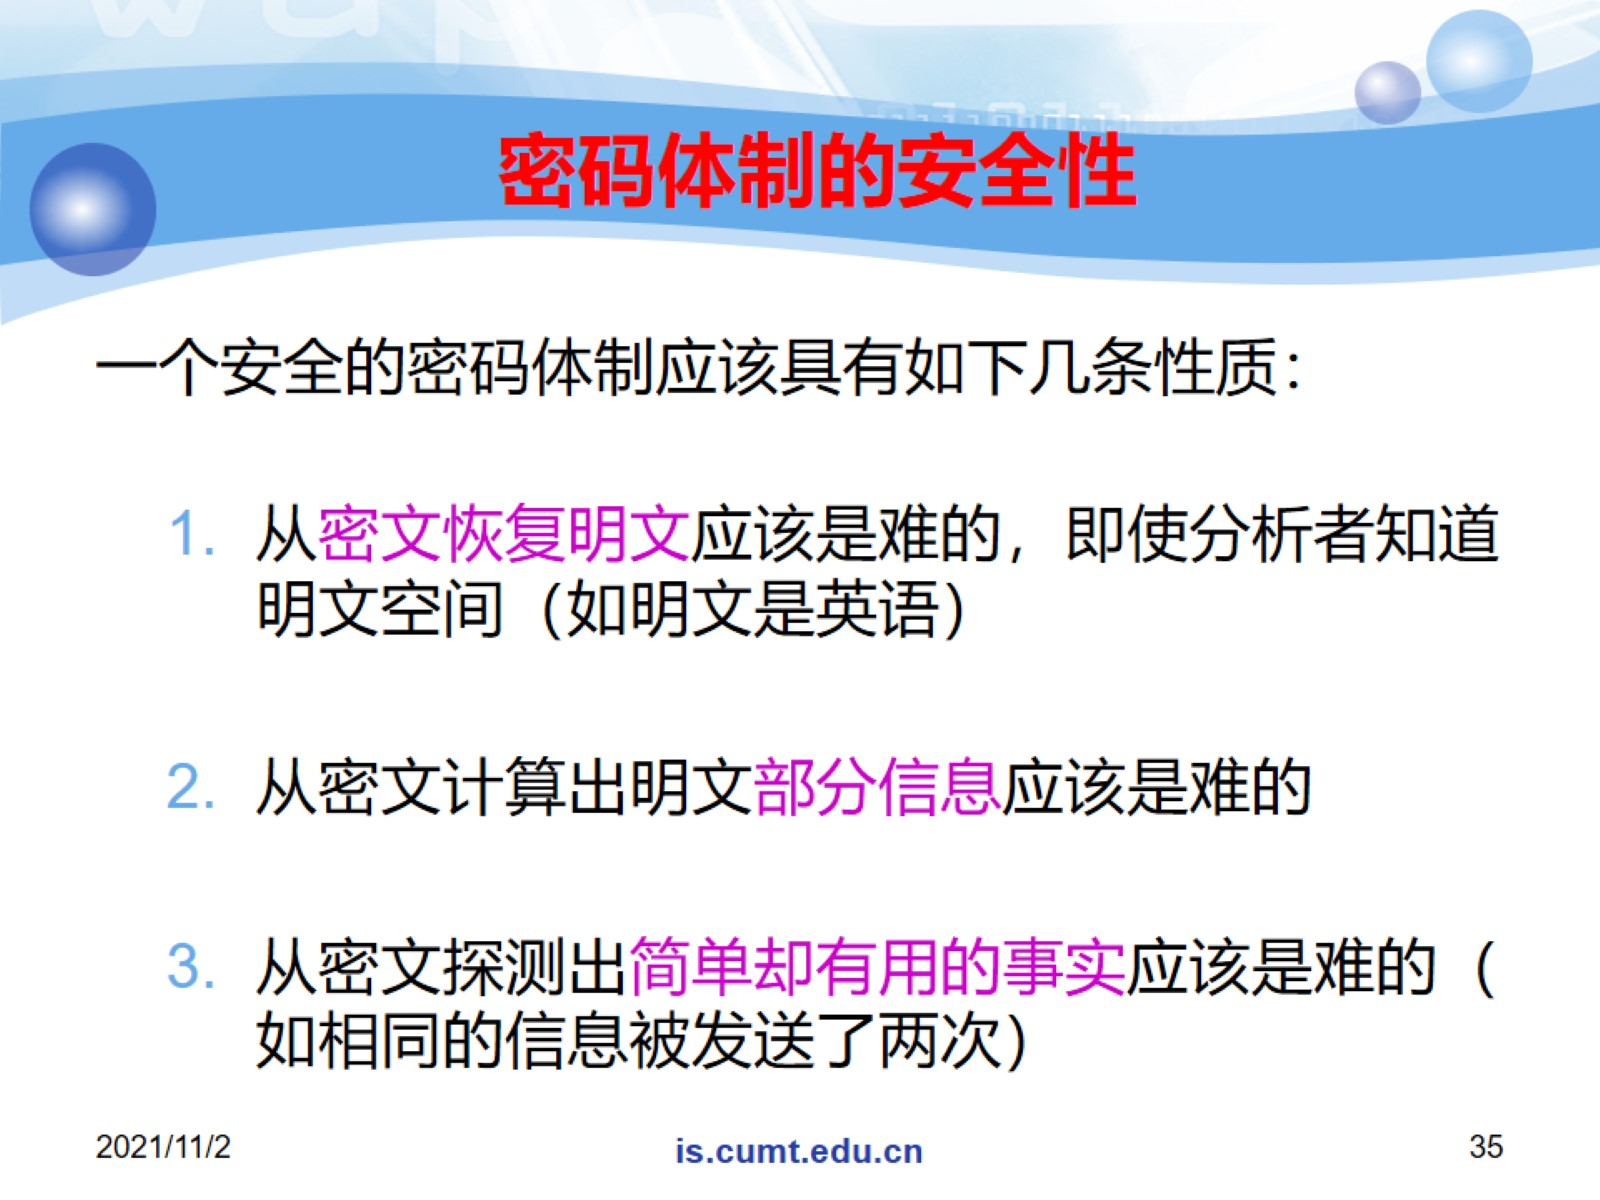 密码体制的安全性
一个安全的密码体制应该具有如下几条性质：
1. 从密文恢复明文应该是难的，即使分析者知道
明文空间（如明文是英语）
2. 从密文计算出明文部分信息应该是难的
3. 从密文探测出简单却有用的事实应该是难的（
如相同的信息被发送了两次）
2021/11/2
is.cumt.edu.cn
35